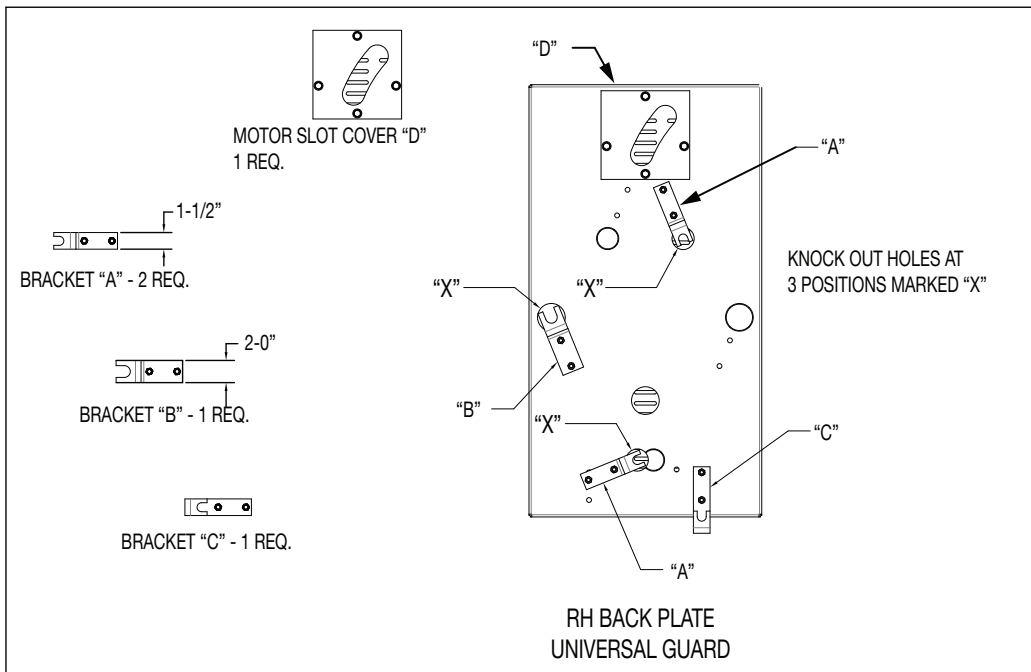 MOTOR SLOT COVER “D”
1 REQ.
1-1/2”
BRACKET “A” - 2 REQ.
2-0”
BRACKET “B” - 1 REQ.
BRACKET “C” - 1 REQ.
“D”
“A”
“X”
“X”
KNOCK OUT HOLES AT
3 POSITIONS MARKED “X”
“B”
“X”
“C”
“A”
RH BACK PLATE
UNIVERSAL GUARD